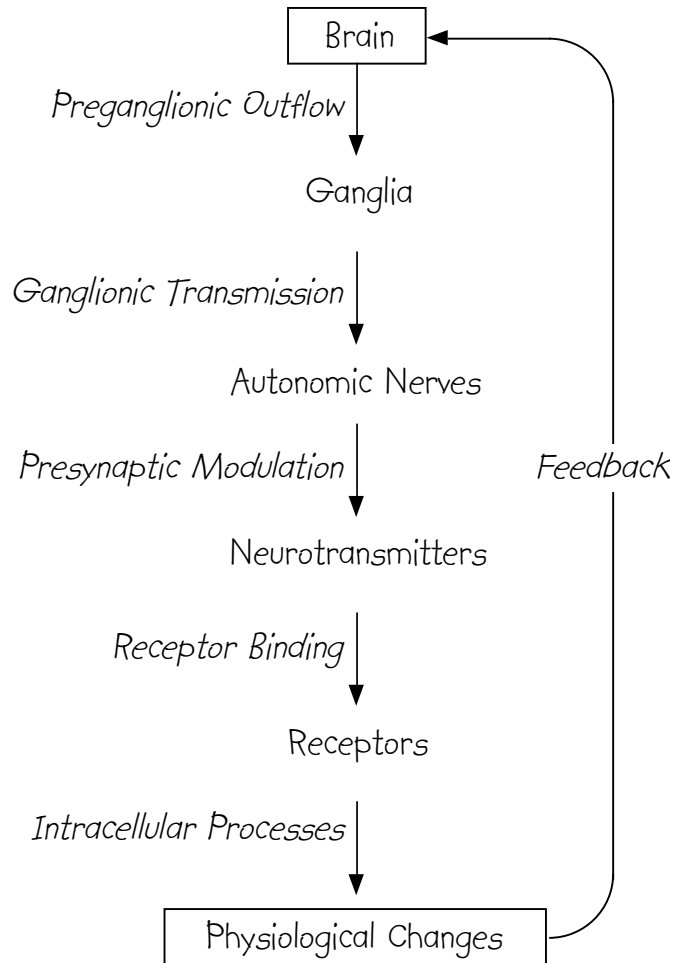 Brain
Preganglionic Outflow
Ganglia
Ganglionic Transmission
Autonomic Nerves
Presynaptic Modulation
Feedback
Neurotransmitters
Receptor Binding
Receptors
Intracellular Processes
Physiological Changes